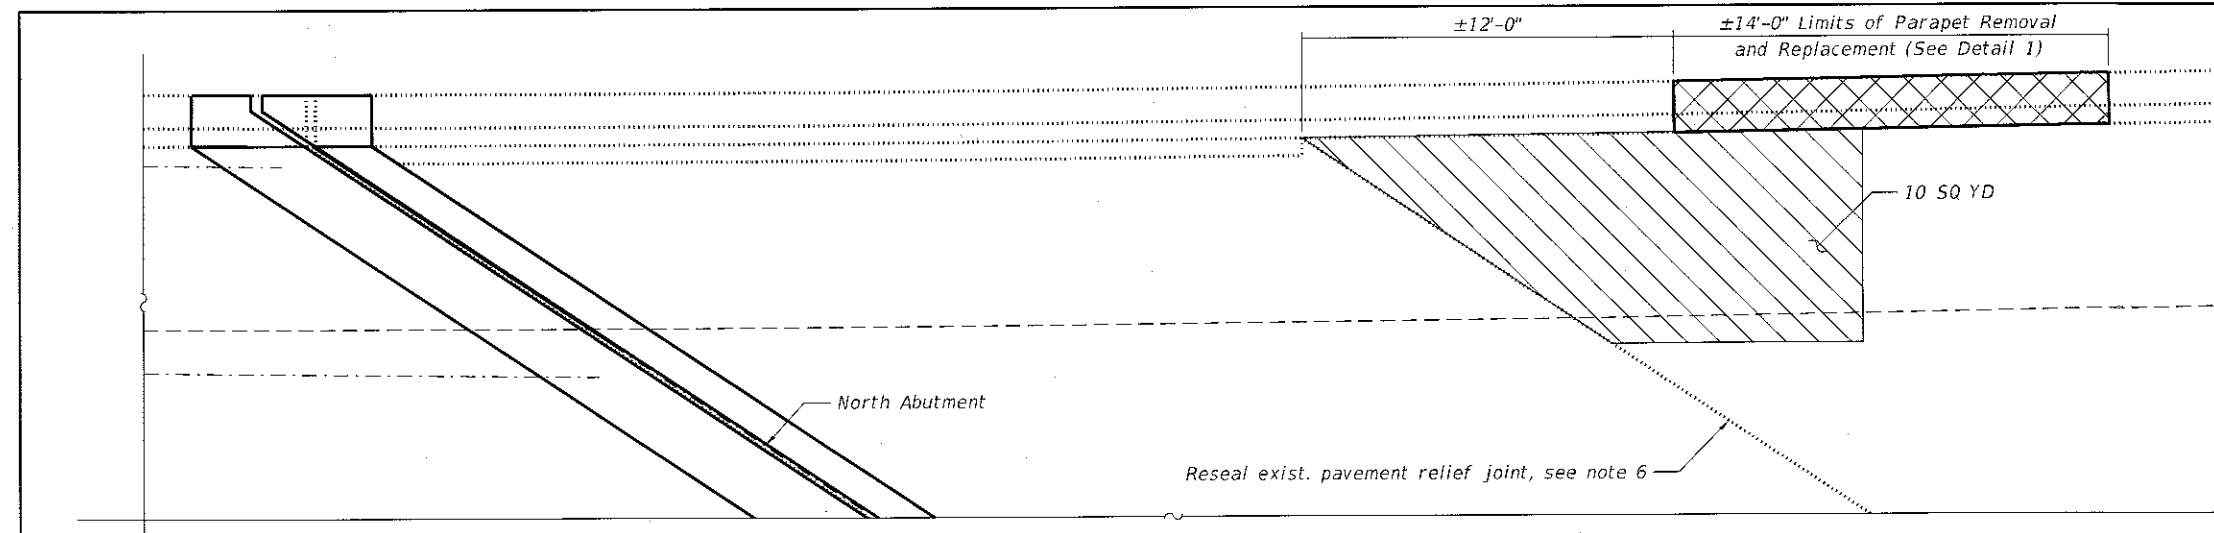 ±12'-0"
±14'-0" Limits of Parapet Removal
and Replacement (See Detail 1)
10 SQ YD
North Abutment
Reseal exist. pavement relief joint, see note 6